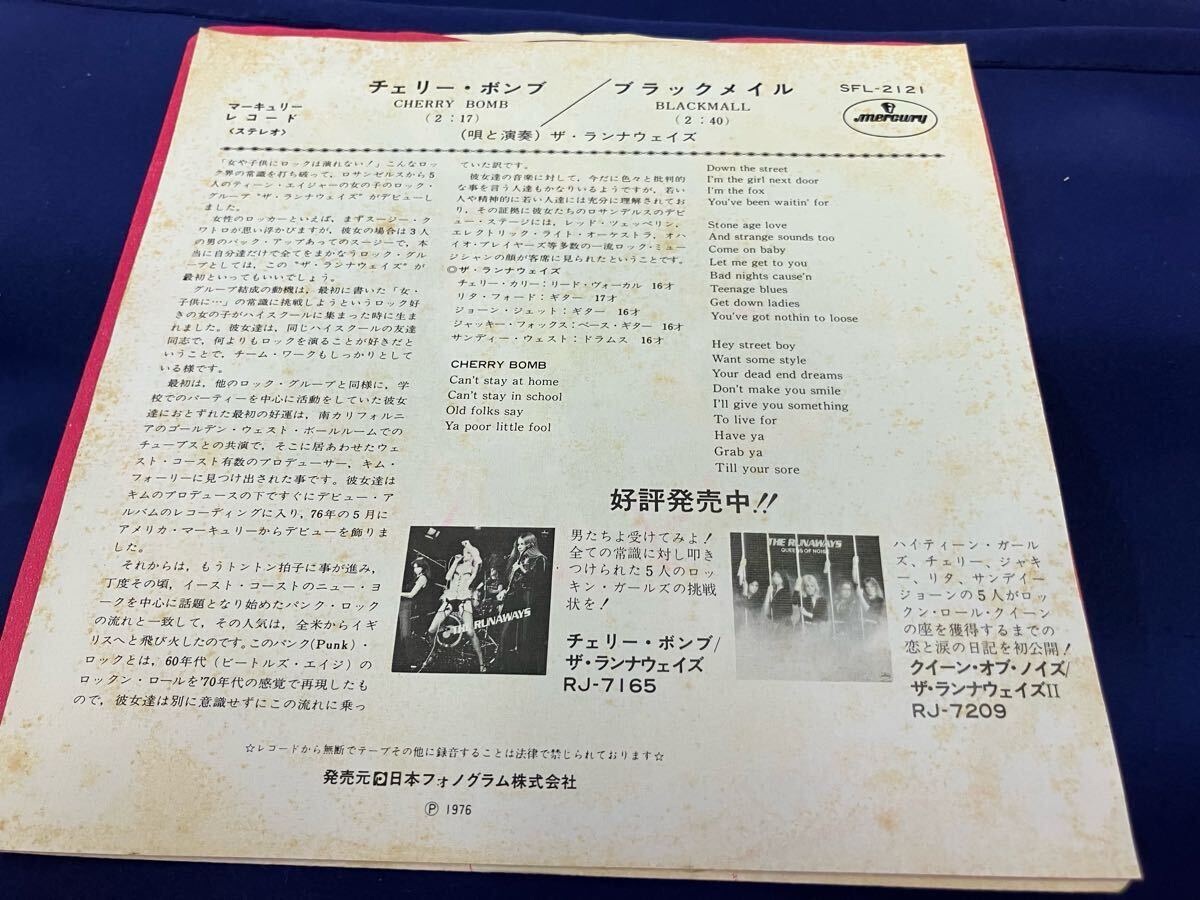 チェリー・ボンブ／ブラックメイル
SFL-2121
CHERRY BOMB
BLACKMALL
(2:17)
(2:40)
(唄と演奏) ザ・ランナウェイズ
マーキュリー
レコード
〈ステレオ〉
mercury
「女や子供にロックは演れない!」こんなロッ
ク界の常識を打ち破って，ロサンゼルスから5
人のティーン・エイジャーの女の子のロック・
グループ“ザ・ランナウェイズ”がデビューし
ました。
女性のロッカーといえば，まずスージー・ク
ワトロが思い浮かびますが，彼女の場合は3人
の男のバック・アップあってのスージーで，本
当に自分達だけで全てをまかなうロック・グル
ープとしては，この“ザ・ランナウェイズ”が
最初といってもいいでしょう。
グループ結成の動機は，最初に書いた「女・
子供に…」の常識に挑戦しようというロック好
きの女の子がハイスクールに集まった時に生ま
れました。彼女達は，同じハイスクールの友達
同志で，何よりもロックを演ることが好きだと
いうことで，チーム・ワークもしっかりとして
いる様です。
最初は，他のロック・グループと同様に，学
校でのパーティーを中心に活動をしていた彼女
達におとずれた最初の好運は，南カリフォルニ
アのゴールデン・ウェスト・ボールルームでの
チューブスとの共演で，そこに居あわせたウェ
スト・コースト有数のプロデューサー，キム・
フォーリーに見つけ出された事です。彼女達は
キムのプロデュースの下ですぐにデビュー・ア
ルバムのレコーディングに入り，76年の5月に
アメリカ・マーキュリーからデビューを飾りま
した。
それからは，もうトントン拍子に事が進み，
丁度その頃，イースト・コーストのニュー・ヨ
ークを中心に話題となり始めたパンク・ロック
の流れと一致して，その人気は，全米からイギ
リスへと飛び火したのです。このパンク(Punk)・
ロックとは，60年代（ビートルズ・エイジ）の
ロックン・ロールを'70年代の感覚で再現したも
ので，彼女達は別に意識せずにこの流れに乗っ
ていた訳です。
彼女達の音楽に対して，今だに色々と批判的
な事を言う人達もかなりいるようですが，若い
人や精神的に若い人達には充分に理解されてお
り，その証拠に彼女たちのロサンデルスのデビ
ュー・ステージには，レッド・ツェッペリン，
エレクトリック・ライト・オーケストラ，オハ
イオ・プレイヤーズ等多数の一流ロック・ミュー
ジシャンの顔が客席に見られたということです。
◎ザ・ランナウェイズ
チェリー・カリー：リード・ヴォーカル 16才
リタ・フォード：ギター 17才
ジョーン・ジェット：ギター 16才
ジャッキー・フォックス：ベース・ギター 16才
サンディー・ウェスト：ドラムス 16才
CHERRY BOMB
Can't stay at home
Can't stay in school
Old folks say
Ya poor little fool
Down the street
I'm the girl next door
I'm the fox
You've been waitin' for
Stone age love
And strange sounds too
Come on baby
Let me get to you
Bad nights cause'n
Teenage blues
Get down ladies
You've got nothin to loose
Hey street boy
Want some style
Your dead end dreams
Don't make you smile
I'll give you something
To live for
Have ya
Grab ya
Till your sore
好評発売中!!
THE RUNAWAYS
男たちよ受けてみよ！
全ての常識に対し叩き
つけられた5人のロッ
キン・ガールズの挑戦
状を！
チェリー・ボンブ/
ザ・ランナウェイズ
RJ-7165
THE RUNAWAYS
QUEENS OF NOISE
ハイティーン・ガール
ズ、チェリー、ジャキ
ー、リタ、サンデイー
ジョーンの5人がロッ
クン・ロール・クイーン
の座を獲得するまでの
恋と涙の日記を初公開！
クイーン・オブ・ノイズ/
ザ・ランナウェイズII
RJ-7209
☆レコードから無断でテープその他に録音することは法律で禁じられております☆
発売元 日本フォノグラム株式会社
Ⓟ 1976